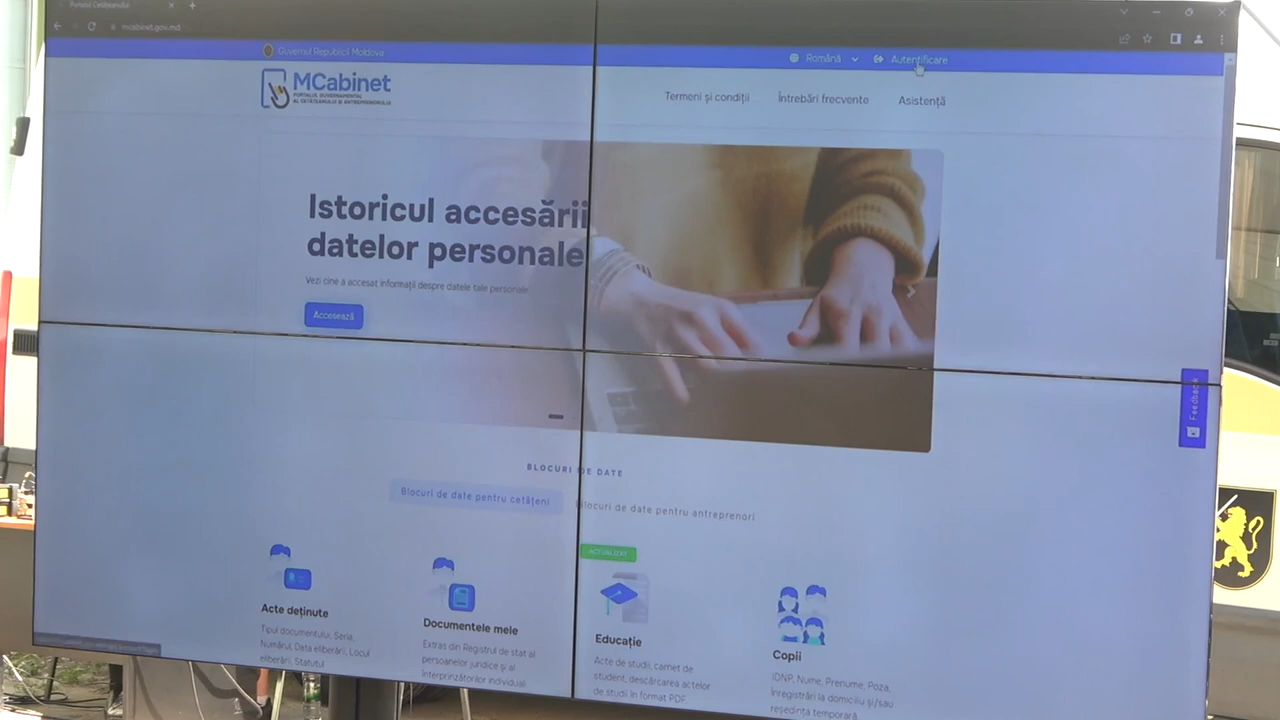 Portalul Cetățeanului
mcabinet.gov.md
Guvernul Republicii Moldova
Română
Autentificare
MCabinet
PORTALUL GUVERNAMENTAL
AL CETĂȚEANULUI ȘI ANTREPRENORULUI
Termeni și condiții
Întrebări frecvente
Asistență
Istoricul accesării
datelor personale
Vezi cine a accesat informații despre datele tale personale
Accesează
Feedback
BLOCURI DE DATE
Blocuri de date pentru cetățeni
Blocuri de date pentru antreprenori
ACTUALIZAT
Acte deținute
Tipul documentului, Seria,
Numărul, Data eliberării, Locul
eliberării, Statutul
Documentele mele
Extras din Registrul de stat al
persoanelor juridice și al
întreprinzătorilor individuali
Educație
Acte de studii, carnet de
student, descărcarea actelor
de studii în format PDF
Copii
IDNP, Nume, Prenume, Poza,
Înregistrări la domiciliu și/sau
reședința temporară